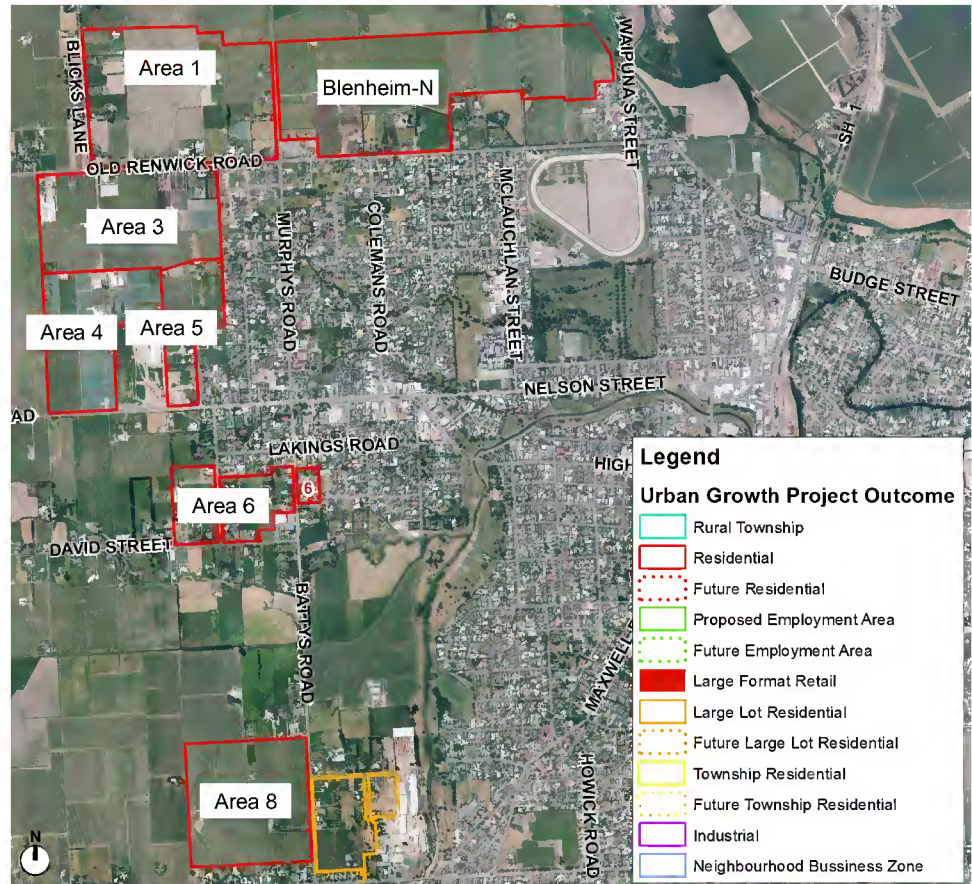 BLICKS LANE
Area 1
Blenheim-N
WAIPUNA STREET
SH 1
OLD RENWICK ROAD
Area 3
MURPHYS ROAD
COLEMANS ROAD
MCLAUCHLAN STREET
BUDGE STREET
Area 4
Area 5
NELSON STREET
AD
LAKINGS ROAD
HIGH
6
Area 6
DAVID STREET
BATTYS ROAD
MAXWELL
HOWICK ROAD
Area 8
N
Legend
Urban Growth Project Outcome
Rural Township
Residential
Future Residential
Proposed Employment Area
Future Employment Area
Large Format Retail
Large Lot Residential
Future Large Lot Residential
Township Residential
Future Township Residential
Industrial
Neighbourhood Bussiness Zone